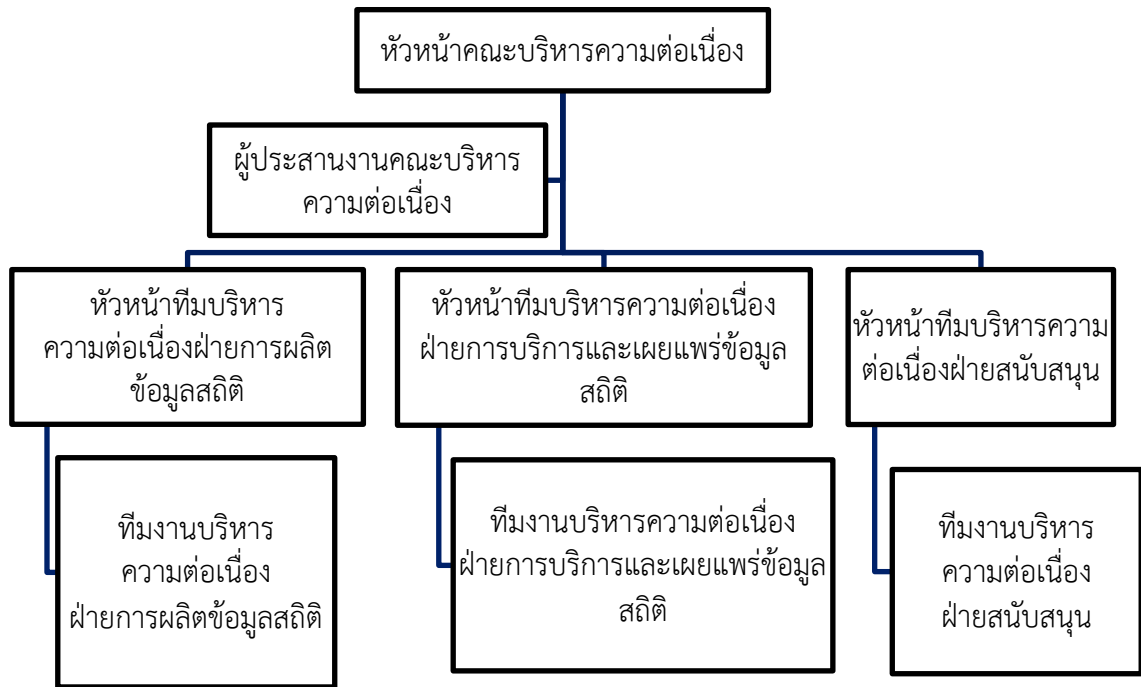 หัวหน้าคณะบริหารความต่อเนื่อง
ผู้ประสานงานคณะบริหาร
ความต่อเนื่อง
หัวหน้าทีมบริหาร
ความต่อเนื่องฝ่ายการผลิต
ข้อมูลสถิติ
หัวหน้าทีมบริหารความต่อเนื่อง
ฝ่ายการบริการและเผยแพร่ข้อมูล
สถิติ
หัวหน้าทีมบริหารความ
ต่อเนื่องฝ่ายสนับสนุน
ทีมงานบริหาร
ความต่อเนื่อง
ฝ่ายการผลิตข้อมูลสถิติ
ทีมงานบริหารความต่อเนื่อง
ฝ่ายการบริการและเผยแพร่ข้อมูล
สถิติ
ทีมงานบริหาร
ความต่อเนื่อง
ฝ่ายสนับสนุน